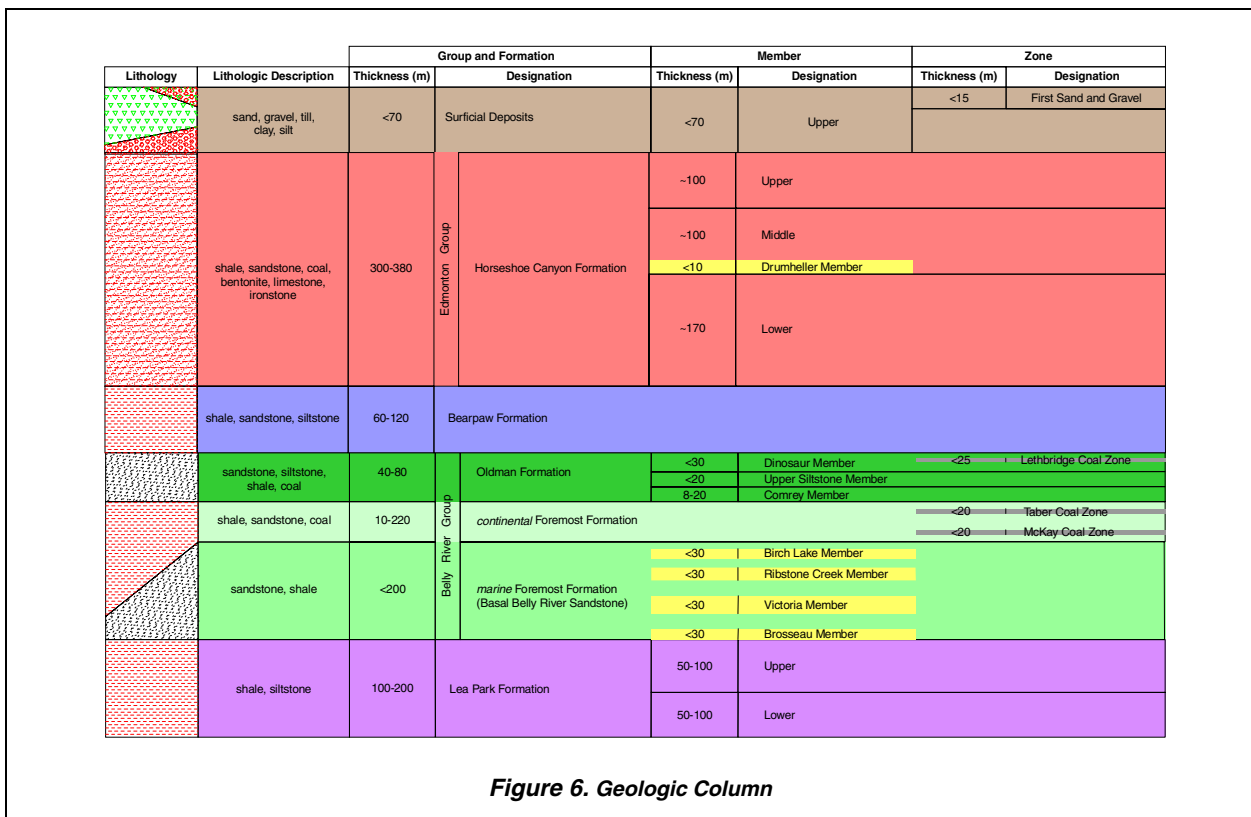 Group and Formation Member Zone
Lithology Lithologic Description Thickness (m) Designation Thickness (m) Designation Thickness (m) Designation
<15 First Sand and Gravel
sand, gravel, till,
clay, silt
<70 Surficial Deposits <70 Upper
~100 Upper
~100 Middle
shale, sandstone, coal,
bentonite, limestone,
ironstone
300-380 Edmonton Group Horseshoe Canyon Formation <10 Drumheller Member
~170 Lower
shale, sandstone, siltstone 60-120 Bearpaw Formation
sandstone, siltstone,
shale, coal
40-80 Belly River Group Oldman Formation <30 Dinosaur Member <25 Lethbridge Coal Zone
<20 Upper Siltstone Member
8-20 Comrey Member
shale, sandstone, coal 10-220 continental Foremost Formation <20 Taber Coal Zone
<20 McKay Coal Zone
<30 Birch Lake Member
<30 Ribstone Creek Member
sandstone, shale <200 marine Foremost Formation
(Basal Belly River Sandstone)
<30 Victoria Member
<30 Brosseau Member
50-100 Upper
shale, siltstone 100-200 Lea Park Formation
50-100 Lower
Figure 6. Geologic Column